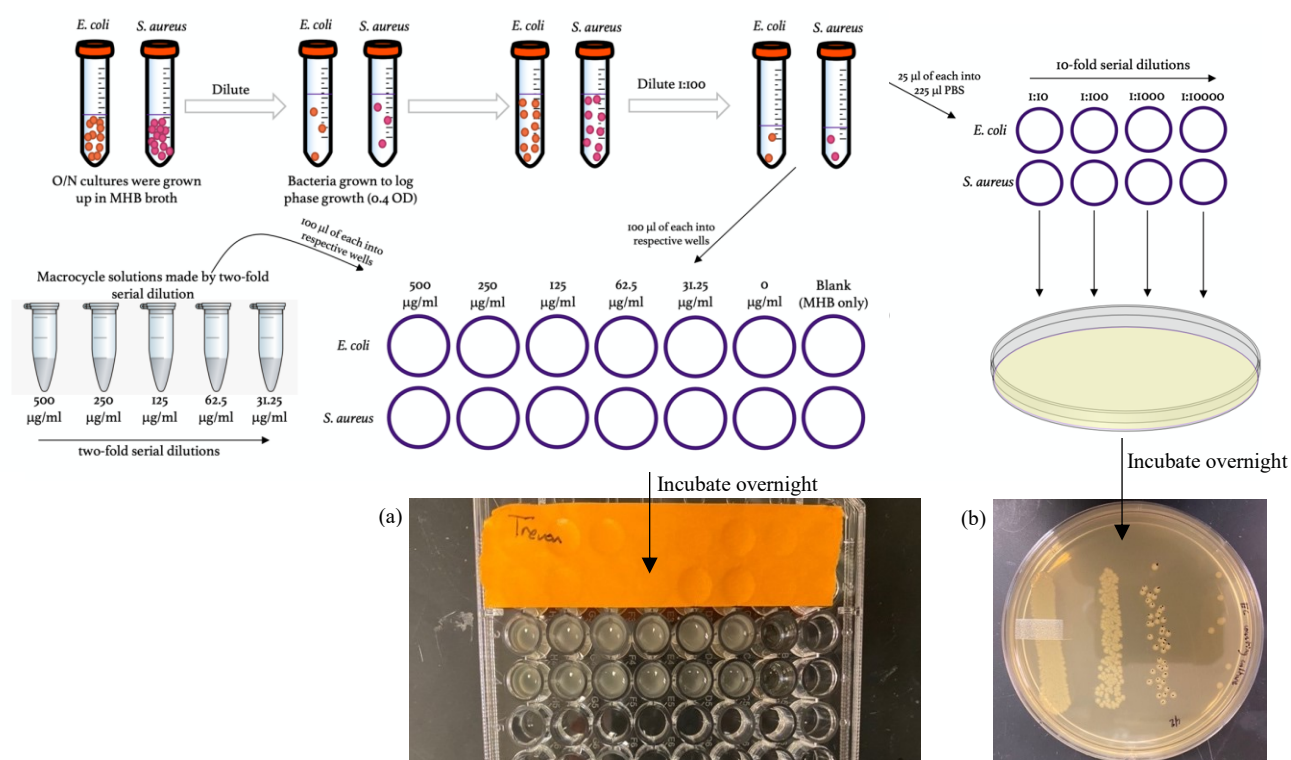 E. coli
S. aureus
E. coli
S. aureus
E. coli
S. aureus
E. coli
S. aureus
Dilute
Dilute 1:100
25 µl of each into
225 µl PBS
10-fold serial dilutions
1:10
1:100
1:1000
1:10000
E. coli
S. aureus
O/N cultures were grown
up in MHB broth
Bacteria grown to log
phase growth (0.4 OD)
100 µl of each into
respective wells
100 µl of each into
respective wells
Macrocycle solutions made by two-fold
serial dilution
500
µg/ml
250
µg/ml
125
µg/ml
62.5
µg/ml
31.25
µg/ml
two-fold serial dilutions
500
µg/ml
250
µg/ml
125
µg/ml
62.5
µg/ml
31.25
µg/ml
0
µg/ml
Blank
(MHB only)
E. coli
S. aureus
Incubate overnight
Incubate overnight
(a)
Trevon
(b)